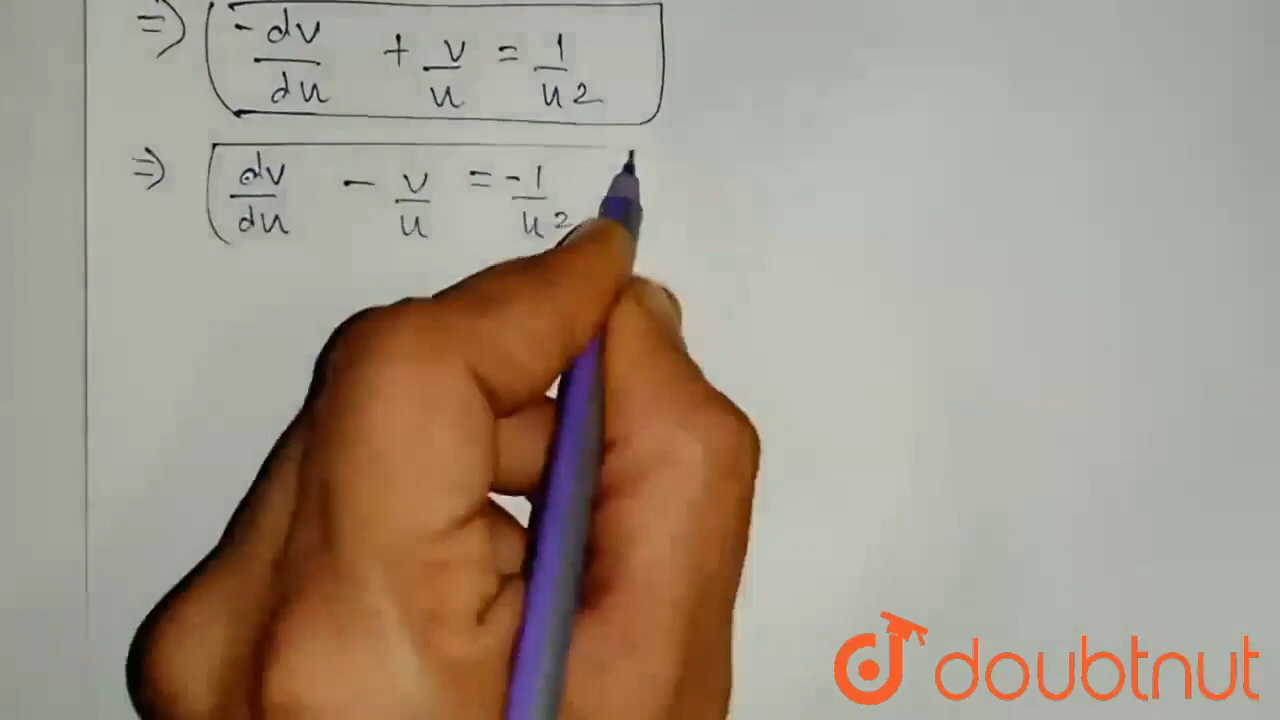 ⇒ -dv/du + v/u = 1/u²
⇒ dv/du - v/u = -1/u²
doubtnut